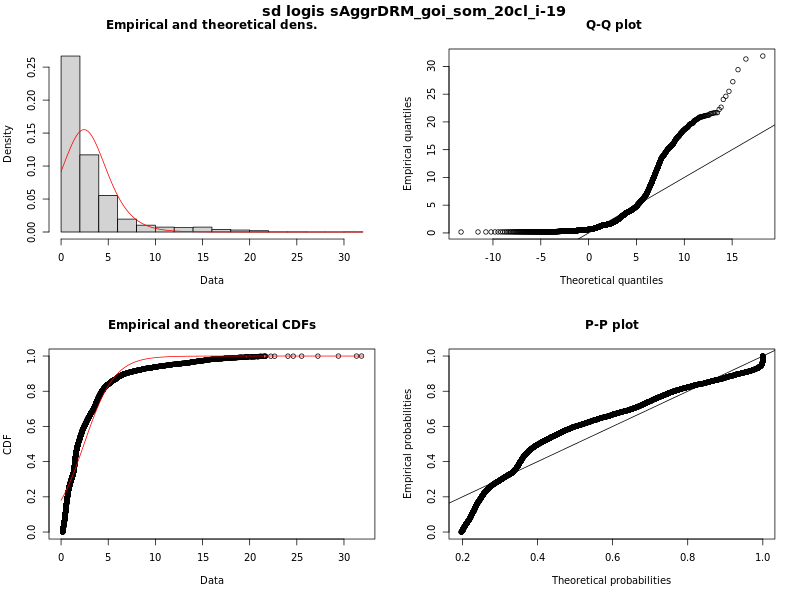 sd logis sAggrDRM_goi_som_20cl_i-19
Empirical and theoretical dens.
Density
0.00 0.05 0.10 0.15 0.20 0.25
0 5 10 15 20 25 30
Data
Q-Q plot
Empirical quantiles
0 5 10 15 20 25 30
-10 -5 0 5 10 15
Theoretical quantiles
Empirical and theoretical CDFs
CDF
0.0 0.2 0.4 0.6 0.8 1.0
0 5 10 15 20 25 30
Data
P-P plot
Empirical probabilities
0.0 0.2 0.4 0.6 0.8 1.0
0.2 0.4 0.6 0.8 1.0
Theoretical probabilities